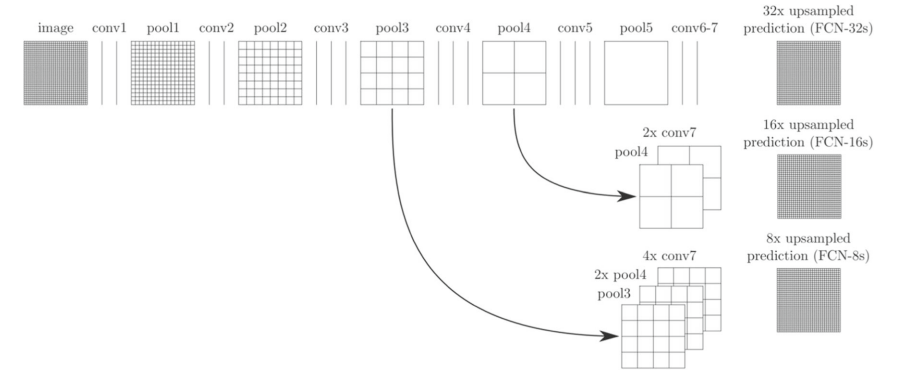 image conv1 pool1 conv2 pool2 conv3 pool3 conv4 pool4 conv5 pool5 conv6-7
32x upsampled
prediction (FCN-32s)
16x upsampled
prediction (FCN-16s)
2x conv7
pool4
8x upsampled
prediction (FCN-8s)
4x conv7
2x pool4
pool3